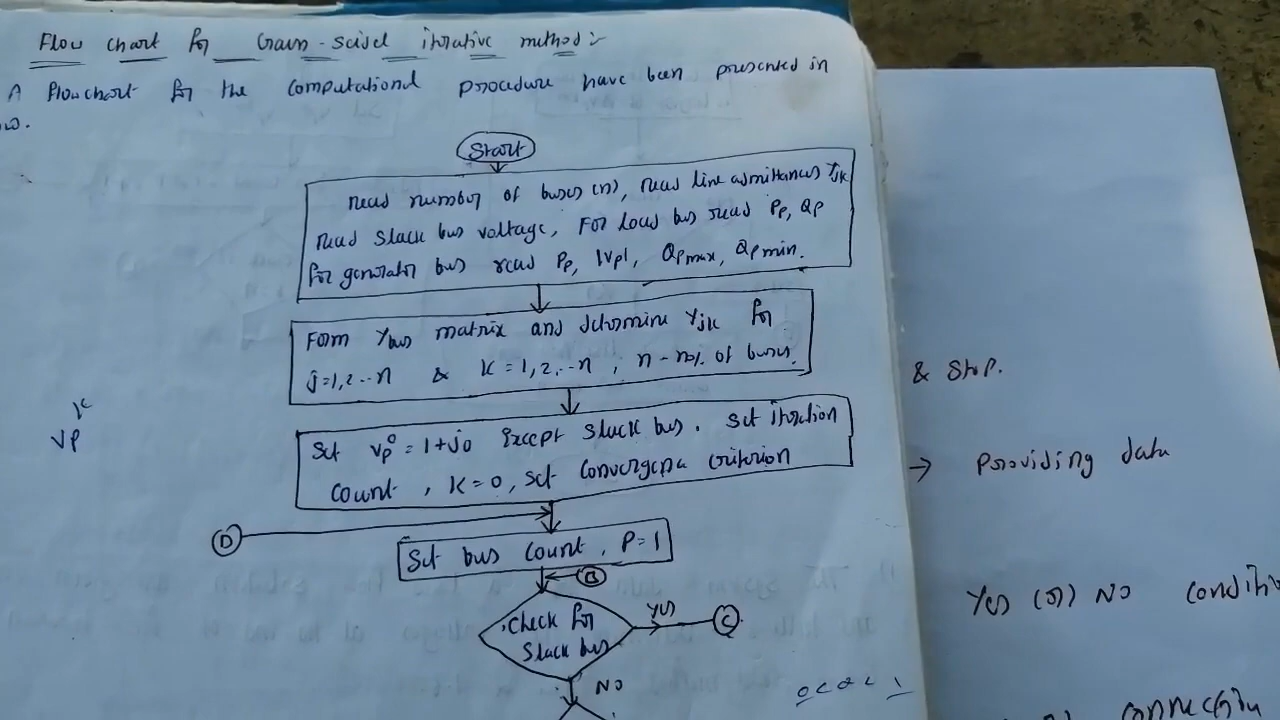 Flow chart for Gauss-Seidel iterative method :-
A flowchart for the computational procedure have been presented in
Start
read number of buses (n), read line admittances Yjk
read slack bus voltage, For load bus read Pp, Qp
for generator bus read Pp, |Vp|, Qpmax, Qpmin.
Form Ybus matrix and determine Yjk for
j=1,2...n & K=1,2,...n, n - no. of buses.
Set Vp⁰ = 1+j0 except slack bus. Set iteration
count, K=0, set convergence criterion
D
Set bus count, P=1
B
check for
slack bus
Yes
C
NO
Vp^K
& Stop.
→ Providing data
Yes (or) No